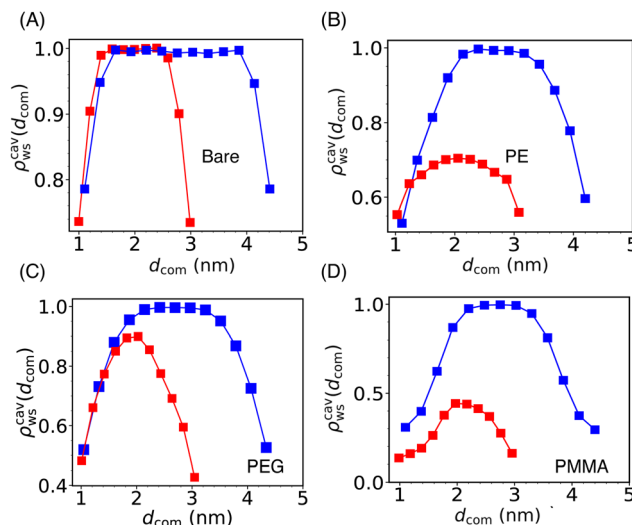 (A)
1.0
0.9
0.8
ρ_ws^cav(d_com)
Bare
1 2 3 4 5
d_com (nm)
(B)
1.0
0.8
0.6
ρ_ws^cav(d_com)
PE
1 2 3 4 5
d_com (nm)
(C)
1.0
0.8
0.6
0.4
ρ_ws^cav(d_com)
PEG
1 2 3 4 5
d_com (nm)
(D)
1.0
0.5
0.0
ρ_ws^cav(d_com)
PMMA
1 2 3 4 5
d_com (nm)